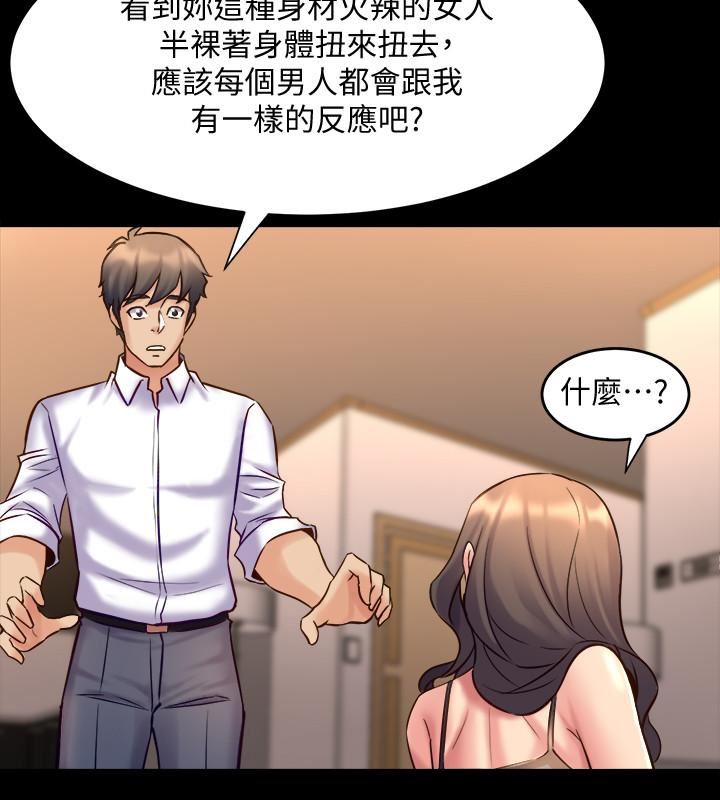 看到妳這種身材火辣的女人
半裸著身體扭來扭去，
應該每個男人都會跟我
有一樣的反應吧?
什麼…?